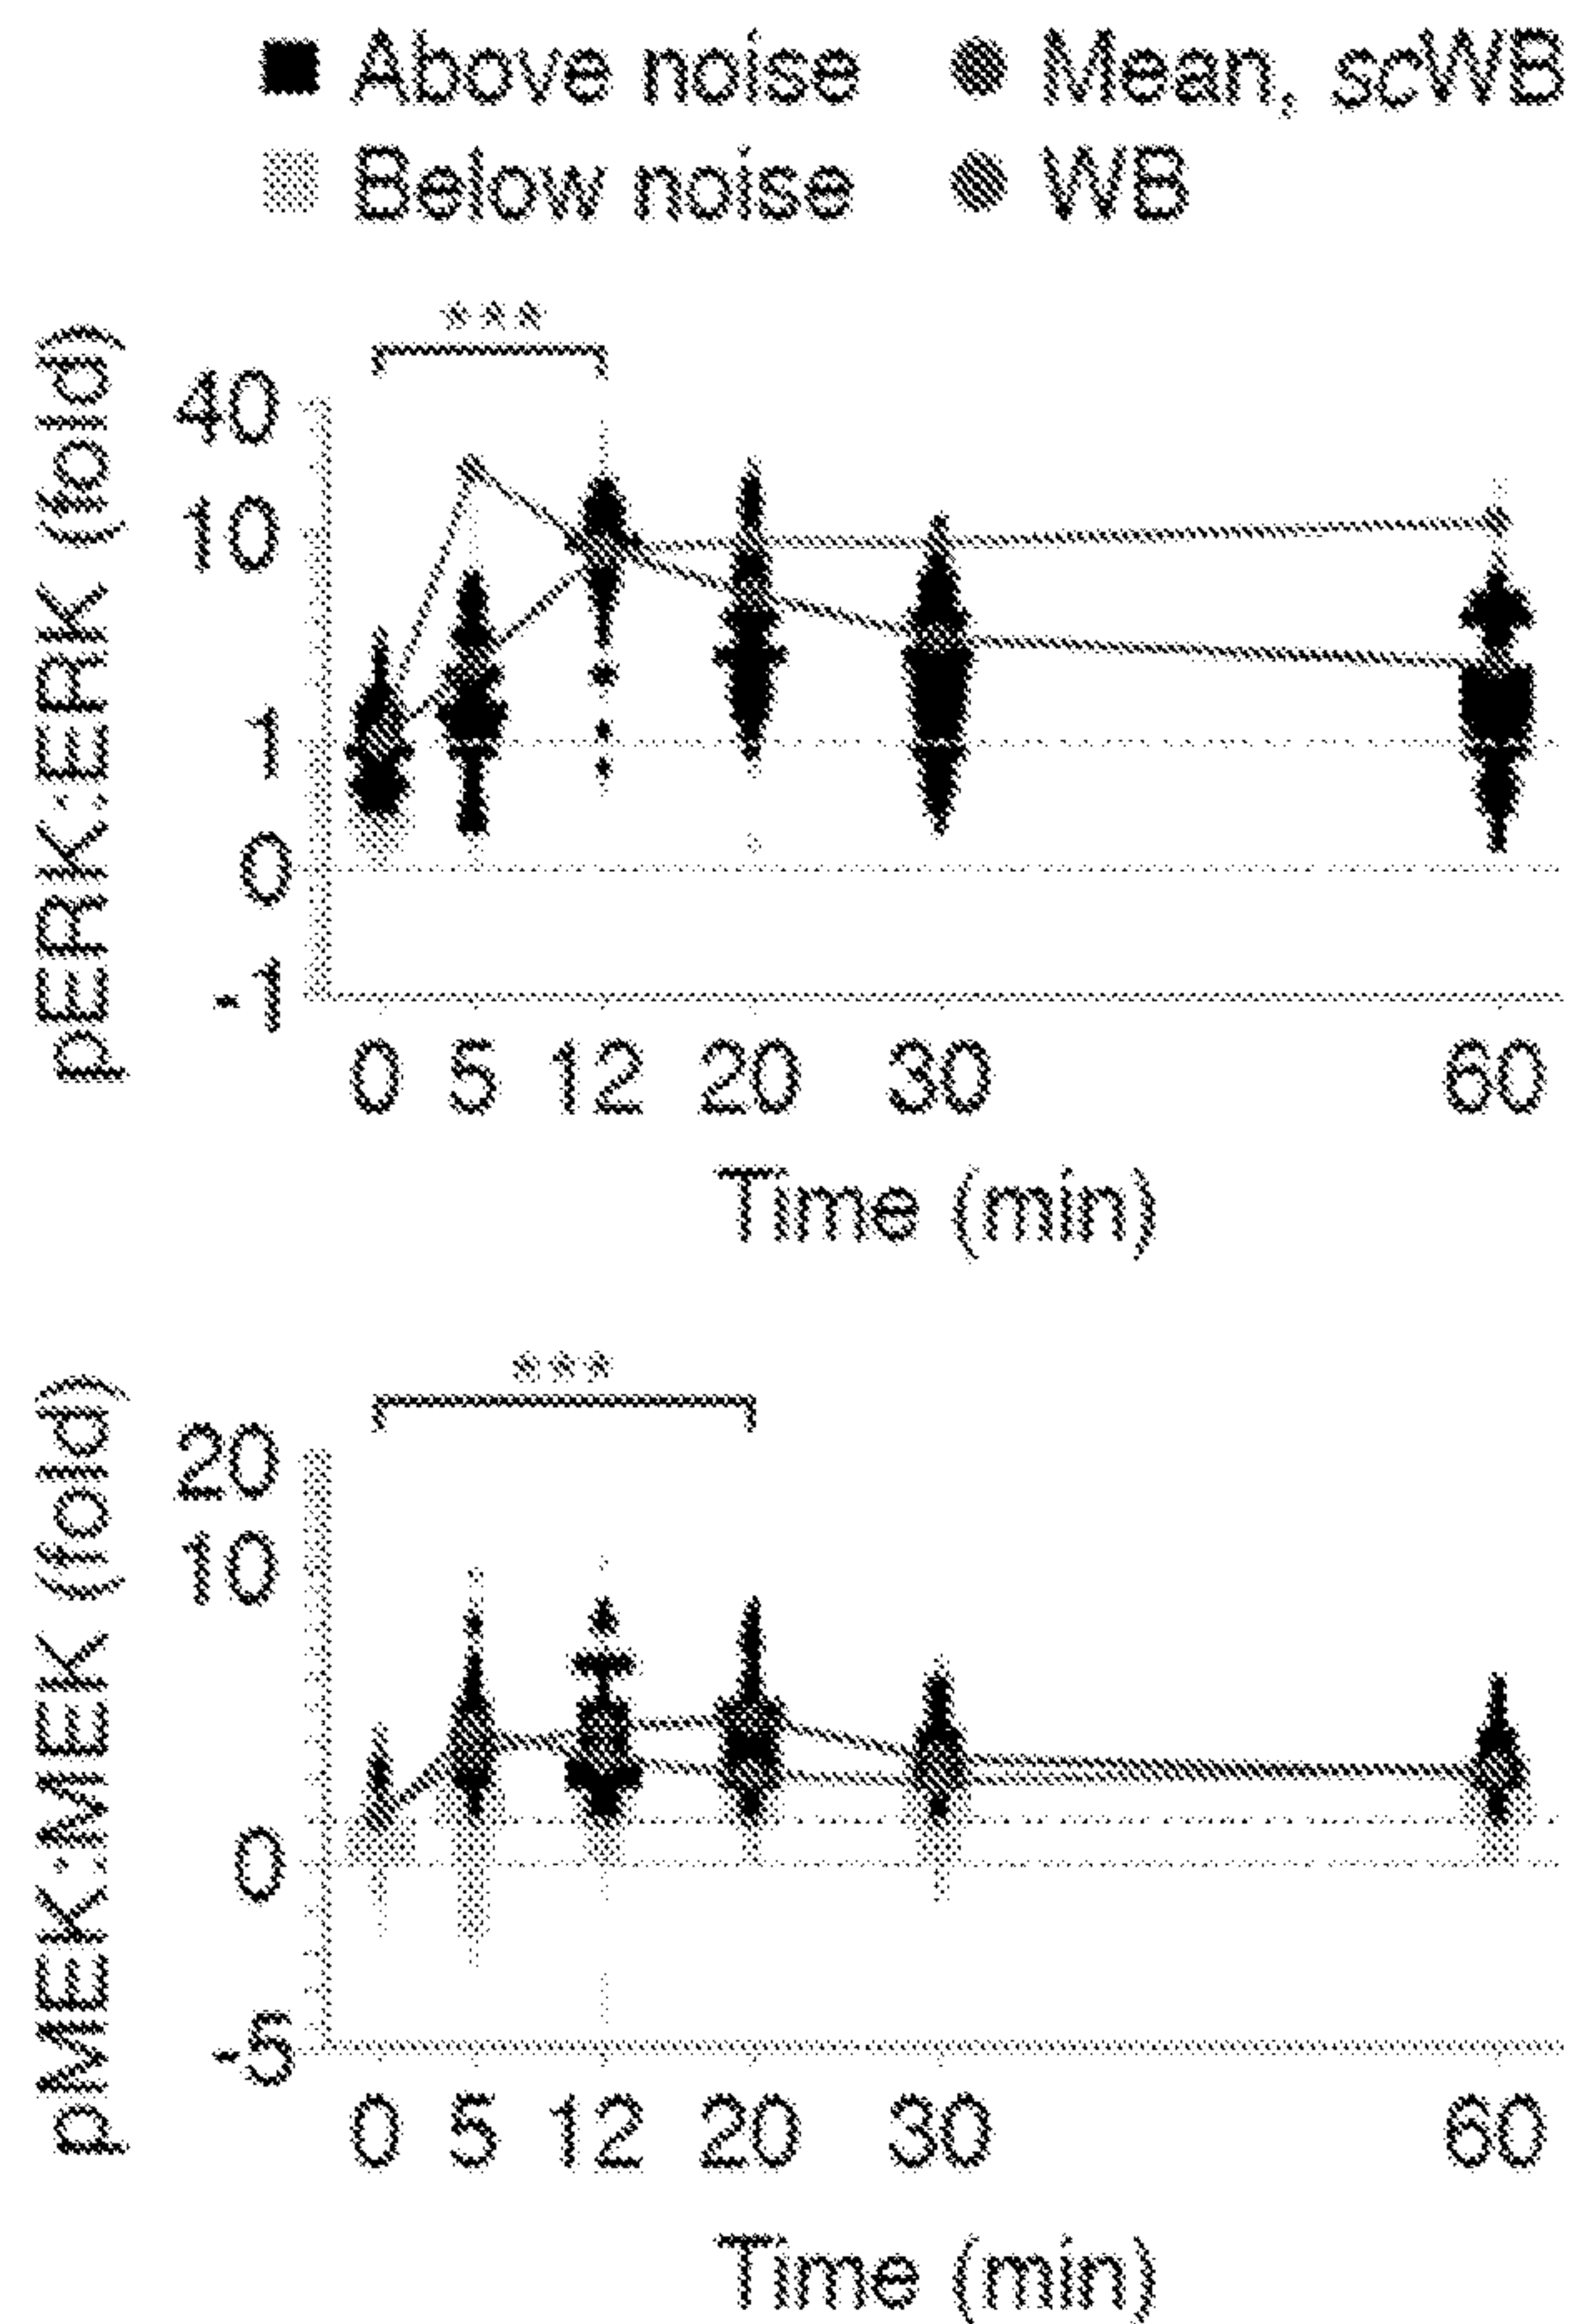 Above noise Mean, scWB
Below noise WB
***
pERK:ERK (fold)
40
10
1
0
-1
0 5 12 20 30 60
Time (min)
***
pMEK:MEK (fold)
20
10
0
-5
0 5 12 20 30 60
Time (min)